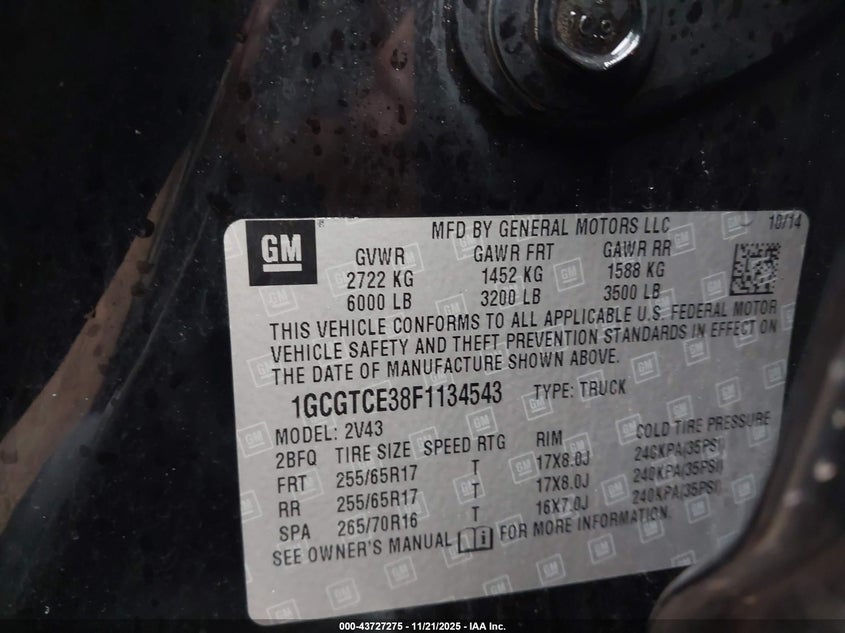 GM
MFD BY GENERAL MOTORS LLC 10/14
GVWR GAWR FRT GAWR RR
2722 KG 1452 KG 1588 KG
6000 LB 3200 LB 3500 LB
THIS VEHICLE CONFORMS TO ALL APPLICABLE U.S. FEDERAL MOTOR
VEHICLE SAFETY AND THEFT PREVENTION STANDARDS IN EFFECT ON
THE DATE OF MANUFACTURE SHOWN ABOVE.
1GCGTCE38F1134543 TYPE: TRUCK
MODEL: 2V43
2BFQ TIRE SIZE SPEED RTG RIM COLD TIRE PRESSURE
FRT 255/65R17 T 17X8.0J 240KPA(35PSI)
RR 255/65R17 T 17X8.0J 240KPA(35PSI)
SPA 265/70R16 T 16X7.0J 240KPA(35PSI)
SEE OWNER'S MANUAL FOR MORE INFORMATION.
000-43727275 - 11/21/2025 - IAA Inc.